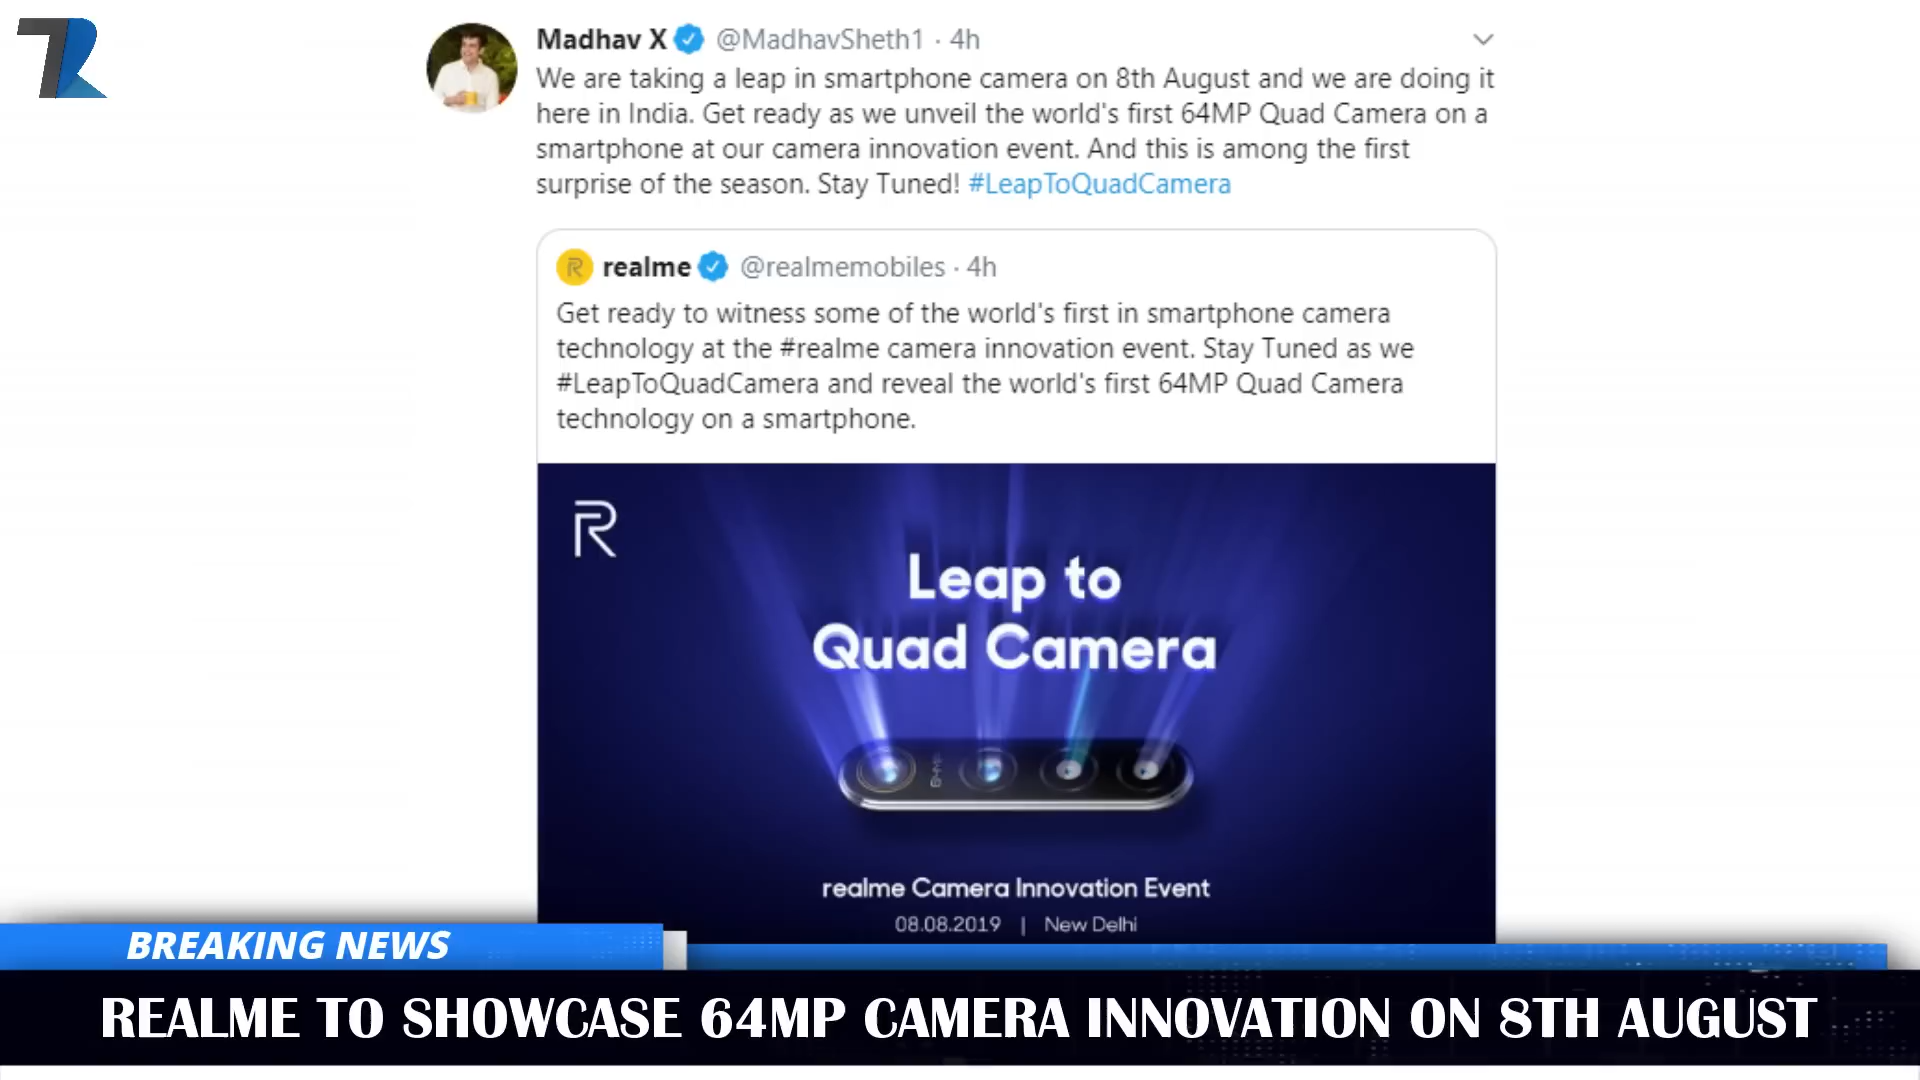 Madhav X @MadhavSheth1 · 4h
We are taking a leap in smartphone camera on 8th August and we are doing it
here in India. Get ready as we unveil the world's first 64MP Quad Camera on a
smartphone at our camera innovation event. And this is among the first
surprise of the season. Stay Tuned! #LeapToQuadCamera
realme @realmemobiles · 4h
Get ready to witness some of the world's first in smartphone camera
technology at the #realme camera innovation event. Stay Tuned as we
#LeapToQuadCamera and reveal the world's first 64MP Quad Camera
technology on a smartphone.
Leap to
Quad Camera
64MP
realme Camera Innovation Event
08.08.2019 | New Delhi
BREAKING NEWS
REALME TO SHOWCASE 64MP CAMERA INNOVATION ON 8TH AUGUST